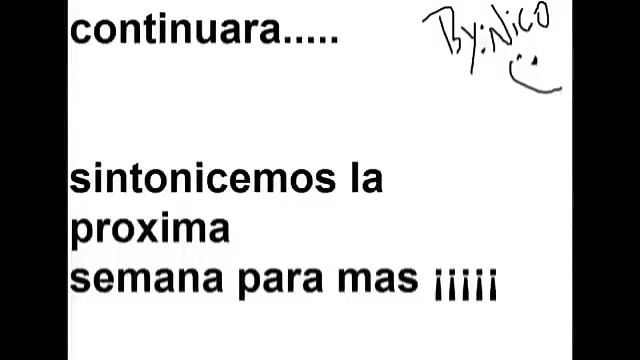 continuara.....
By: Nico
sintonicemos la
proxima
semana para mas ¡¡¡¡¡